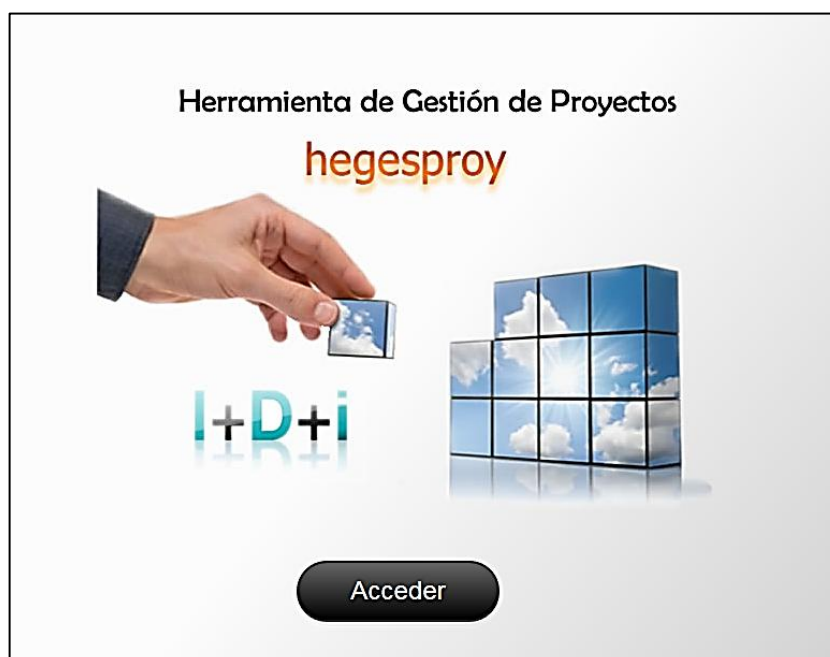 Herramienta de Gestión de Proyectos
hegesproy
I+D+i
Acceder